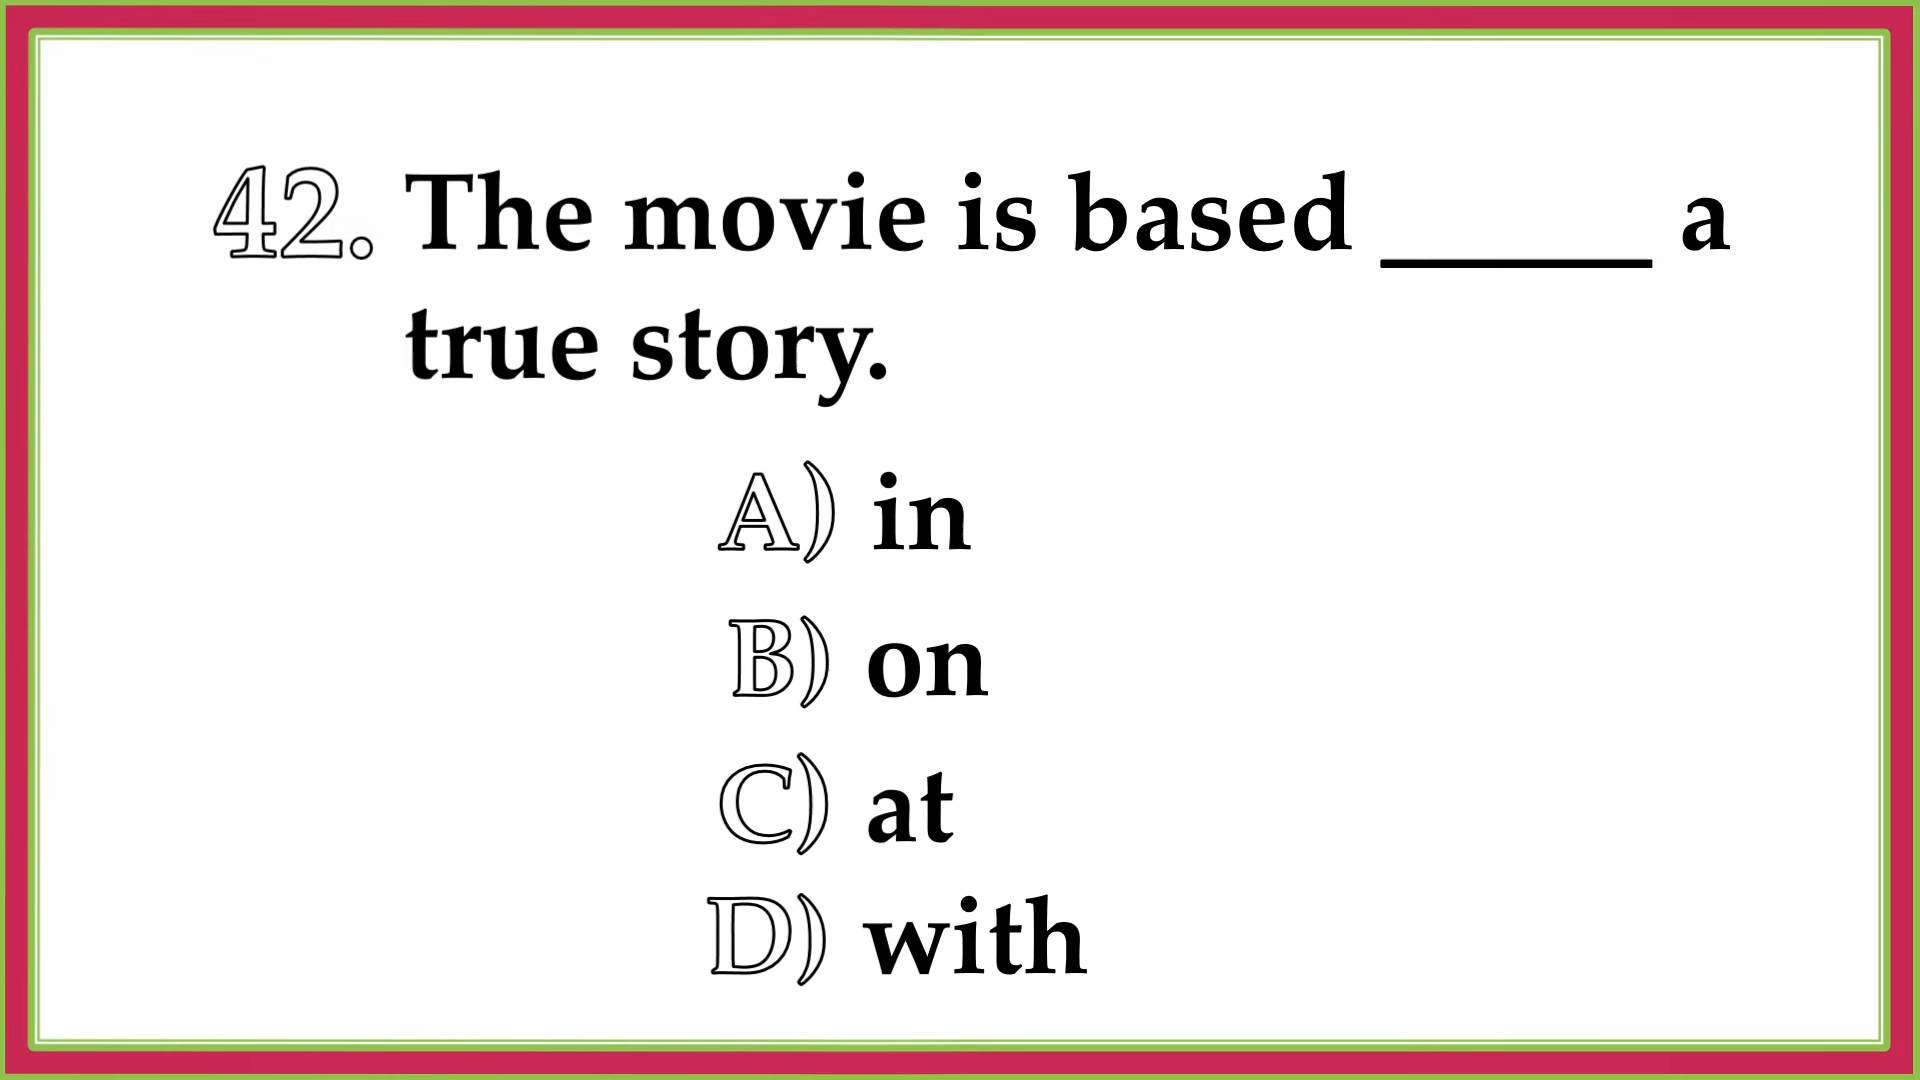 42. The movie is based ______ a
true story.
A) in
B) on
C) at
D) with